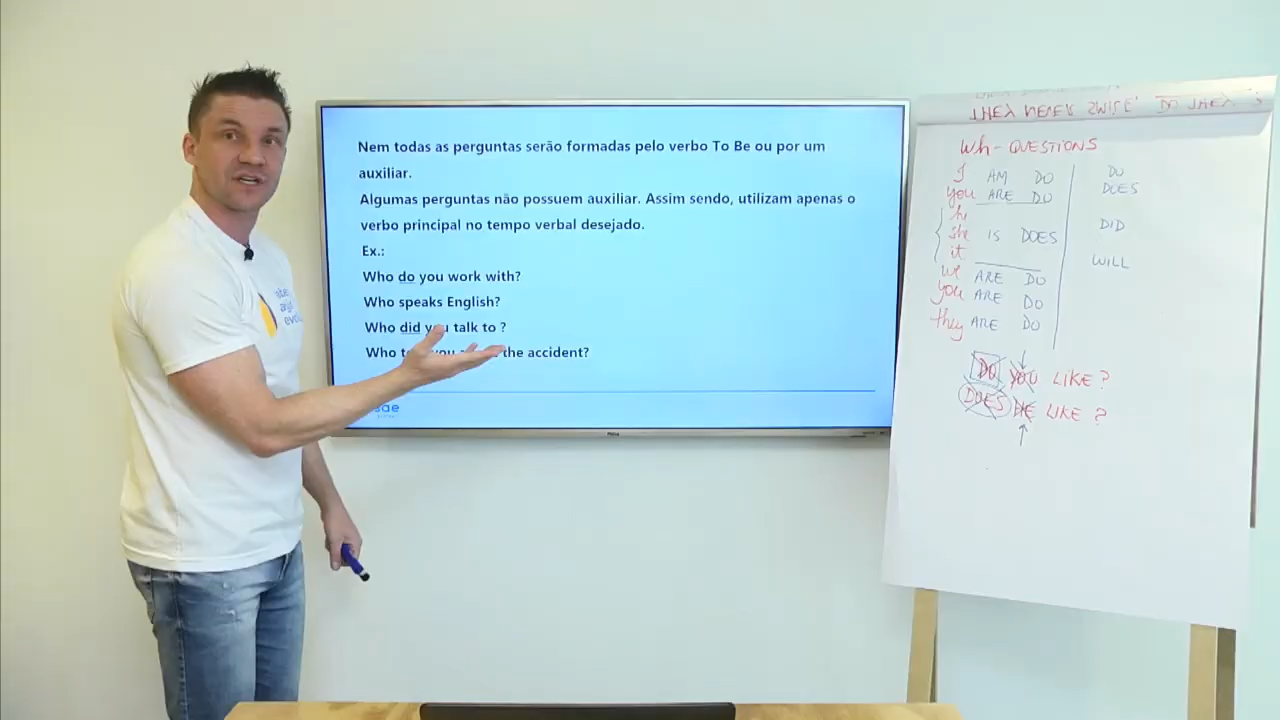 Nem todas as perguntas serão formadas pelo verbo To Be ou por um
auxiliar.
Algumas perguntas não possuem auxiliar. Assim sendo, utilizam apenas o
verbo principal no tempo verbal desejado.
Ex.:
Who do you work with?
Who speaks English?
Who did you talk to ?
Who you the accident?
Wh- QUESTIONS
I AM DO DO
you ARE DO DOES
he
she IS DOES DID
it WILL
we ARE DO
you ARE DO
they ARE DO
DO YOU LIKE ?
DOES HE LIKE ?